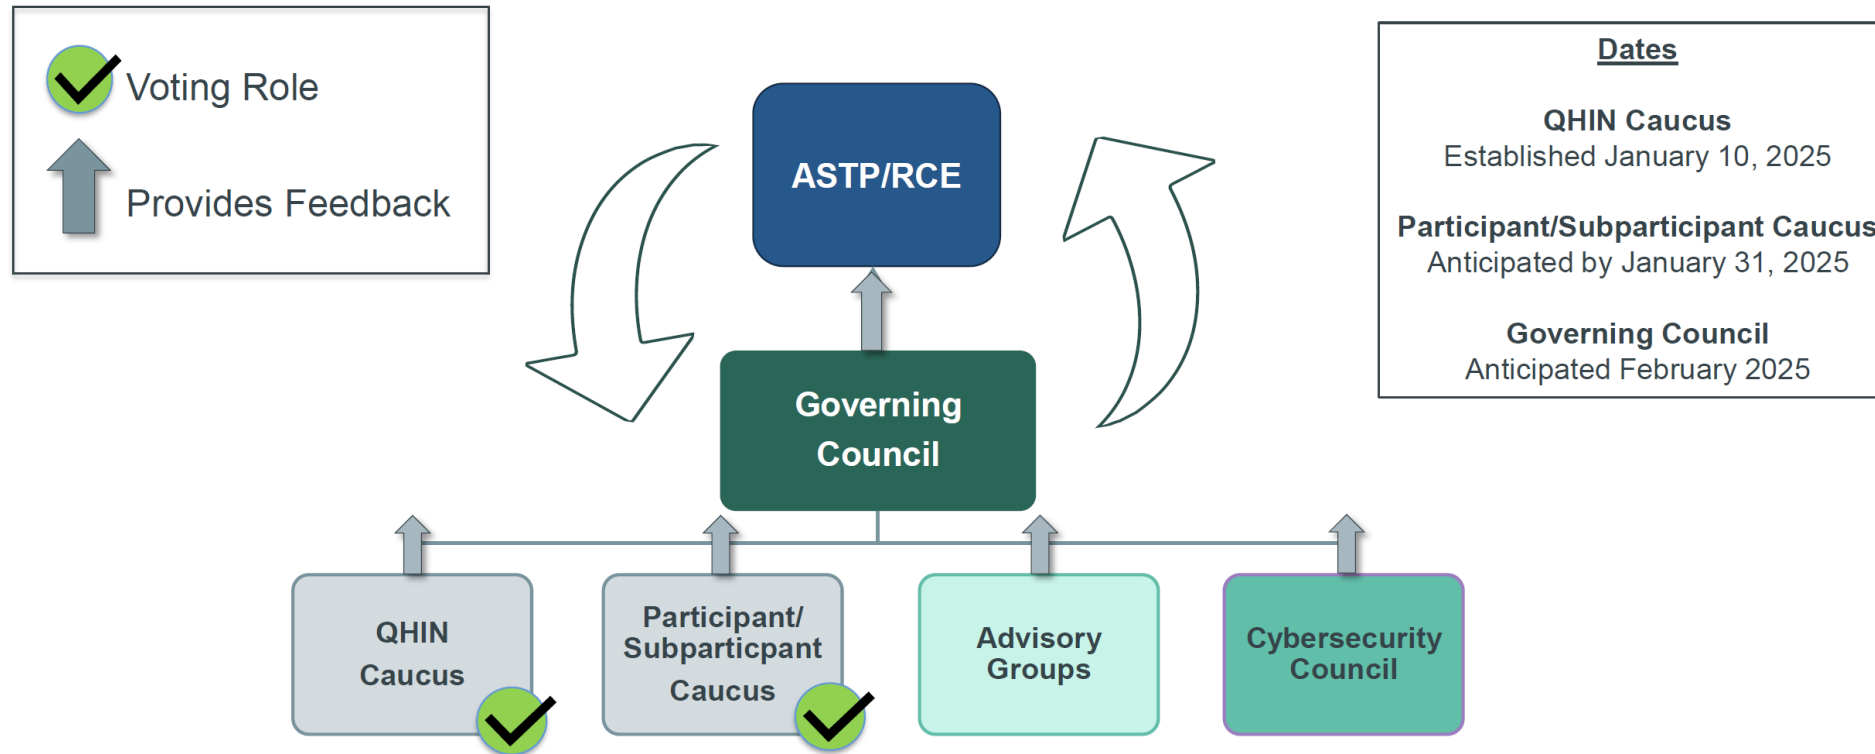 Voting Role
Provides Feedback
ASTP/RCE
Dates
QHIN Caucus
Established January 10, 2025
Participant/Subparticipant Caucus
Anticipated by January 31, 2025
Governing Council
Anticipated February 2025
Governing
Council
QHIN
Caucus
Participant/
Subparticpant
Caucus
Advisory
Groups
Cybersecurity
Council